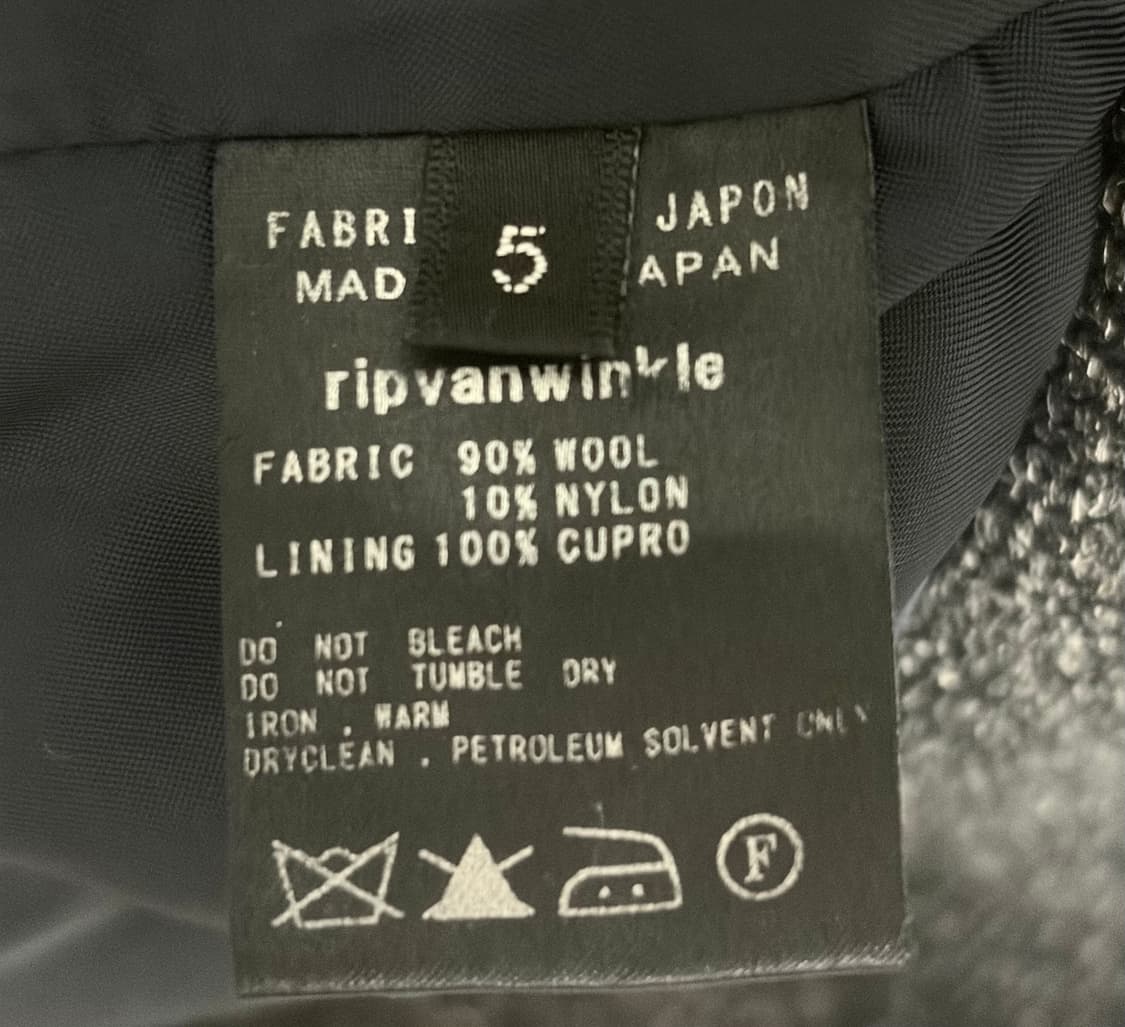 FABRI 5 JAPON
MAD APAN
ripvanwinkle
FABRIC 90% WOOL
10% NYLON
LINING 100% CUPRO
DO NOT BLEACH
DO NOT TUMBLE DRY
IRON . WARM
DRYCLEAN . PETROLEUM SOLVENT ONLY
F